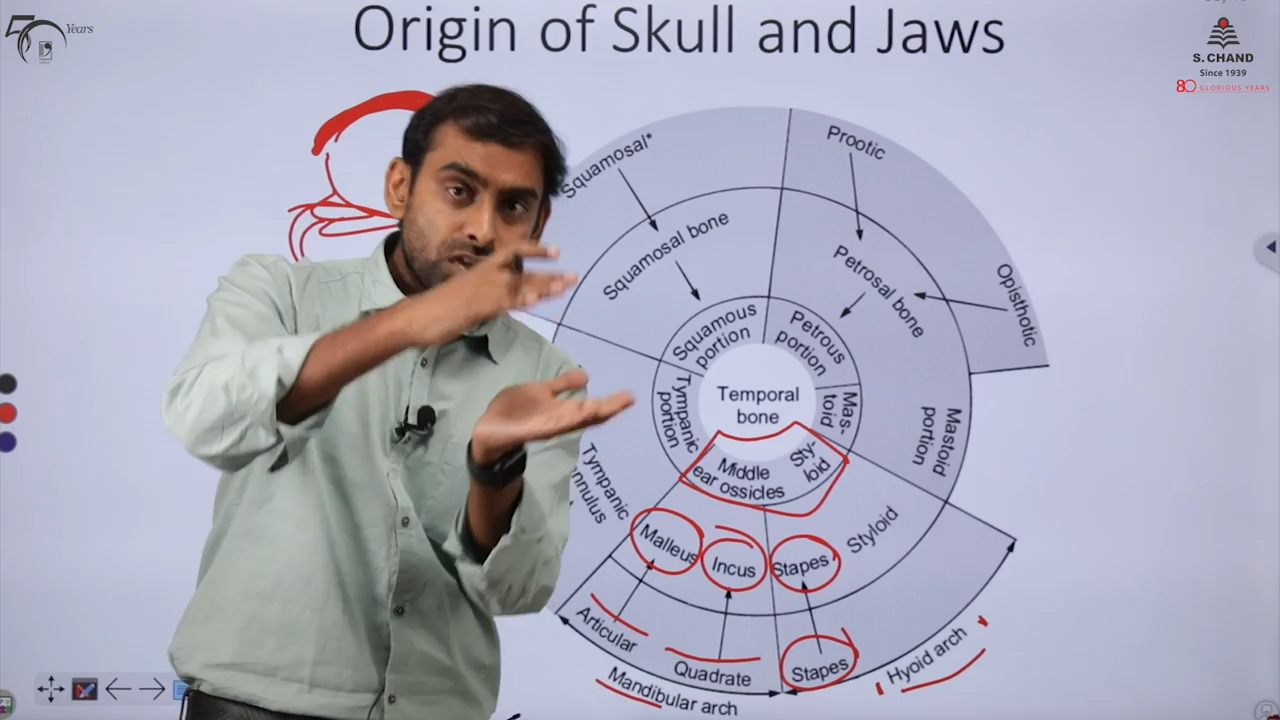 Origin of Skull and Jaws
50 Years
S. CHAND
Since 1939
80 GLORIOUS YEARS
Squamosal*
Prootic
Squamosal bone
Petrosal bone
Opisthotic
Squamous
portion
Petrous
portion
Temporal
bone
Tympanic
portion
Mas-
toid
Mastoid
portion
Middle
ear ossicles
Sty-
loid
Tympanic
Malleus
Incus
Stapes
Styloid
Articular
Quadrate
Stapes
Mandibular arch
Hyoid arch